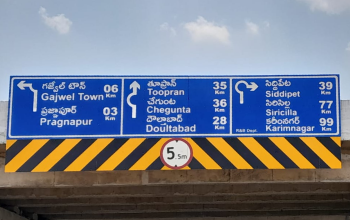 గజ్వేల్ టౌన్ 06
Gajwel Town Km
ప్రజ్ఞాపూర్ 03
Pragnapur Km
తూప్రాన్ 35
Toopran Km
చేగుంట 36
Chegunta Km
దౌల్తాబాద్ 28
Doultabad Km
సిద్దిపేట 39
Siddipet Km
సిరిసిల్ల 77
Siricilla Km
కరీంనగర్ 99
Karimnagar Km
R&B Dept.
5.5m